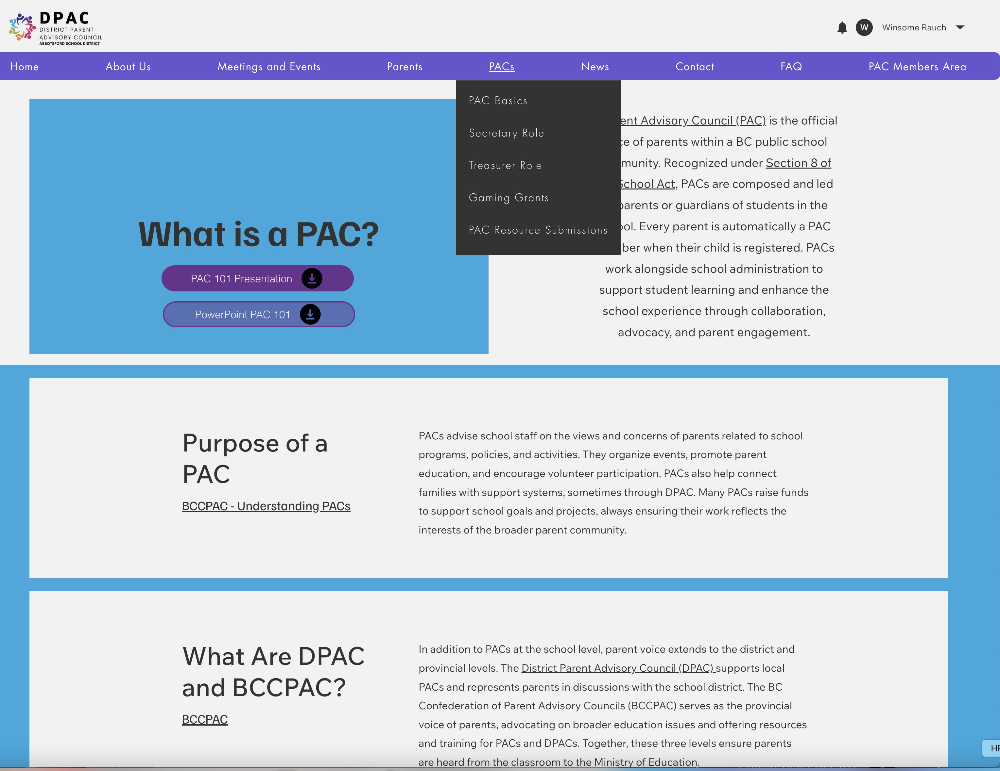 DPAC
DISTRICT PARENT
ADVISORY COUNCIL
ABBOTSFORD SCHOOL DISTRICT
W
Winsome Rauch
Home
About Us
Meetings and Events
Parents
PACs
News
Contact
FAQ
PAC Members Area
PAC Basics
Secretary Role
Treasurer Role
Gaming Grants
PAC Resource Submissions
What is a PAC?
PAC 101 Presentation
PowerPoint PAC 101
Advisory Council (PAC) is the official
of parents within a BC public school
Recognized under Section 8 of
School Act, PACs are composed and led
parents or guardians of students in the
Every parent is automatically a PAC
when their child is registered. PACs
work alongside school administration to
support student learning and enhance the
school experience through collaboration,
advocacy, and parent engagement.
Purpose of a
PAC
BCCPAC - Understanding PACs
PACs advise school staff on the views and concerns of parents related to school
programs, policies, and activities. They organize events, promote parent
education, and encourage volunteer participation. PACs also help connect
families with support systems, sometimes through DPAC. Many PACs raise funds
to support school goals and projects, always ensuring their work reflects the
interests of the broader parent community.
What Are DPAC
and BCCPAC?
BCCPAC
In addition to PACs at the school level, parent voice extends to the district and
provincial levels. The District Parent Advisory Council (DPAC) supports local
PACs and represents parents in discussions with the school district. The BC
Confederation of Parent Advisory Councils (BCCPAC) serves as the provincial
voice of parents, advocating on broader education issues and offering resources
and training for PACs and DPACs. Together, these three levels ensure parents
are heard from the classroom to the Ministry of Education.